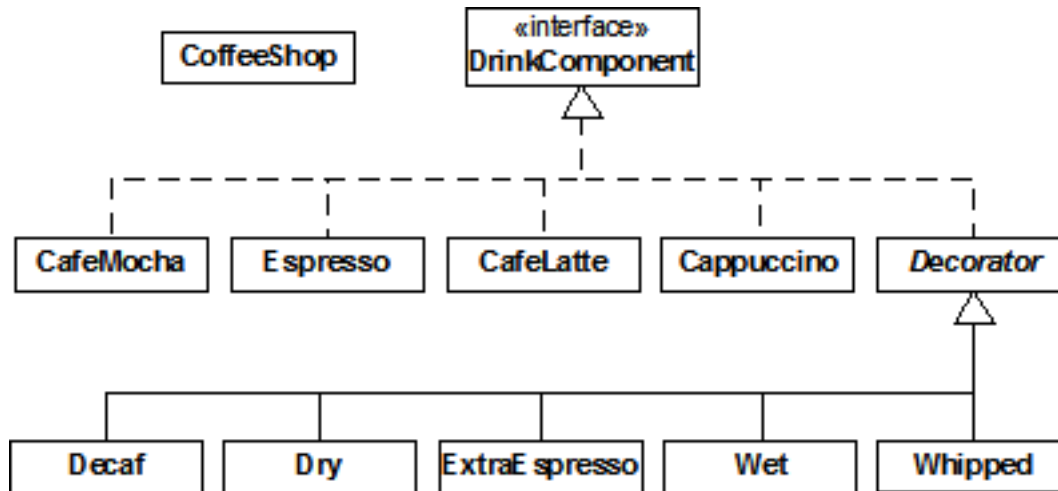 CoffeeShop
«interface»
DrinkComponent
CafeMocha
Espresso
CafeLatte
Cappuccino
Decorator
Decaf
Dry
ExtraEspresso
Wet
Whipped